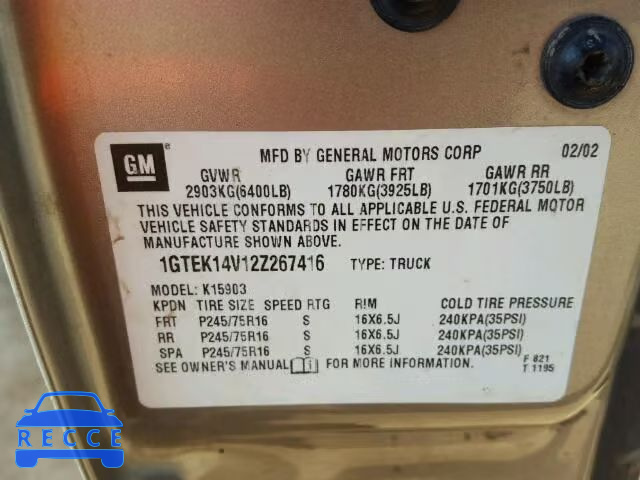 GM ®
MFD BY GENERAL MOTORS CORP 02/02
GVWR GAWR FRT GAWR RR
2903KG(6400LB) 1780KG(3925LB) 1701KG(3750LB)
THIS VEHICLE CONFORMS TO ALL APPLICABLE U.S. FEDERAL MOTOR
VEHICLE SAFETY STANDARDS IN EFFECT ON THE DATE OF
MANUFACTURE SHOWN ABOVE.
1GTEK14V12Z267416 TYPE: TRUCK
MODEL: K15903
KPDN TIRE SIZE SPEED RTG RIM COLD TIRE PRESSURE
FRT P245/75R16 S 16X6.5J 240KPA(35PSI)
RR P245/75R16 S 16X6.5J 240KPA(35PSI)
SPA P245/75R16 S 16X6.5J 240KPA(35PSI)
SEE OWNER'S MANUAL FOR MORE INFORMATION.
F 821
T 1195
RECCE